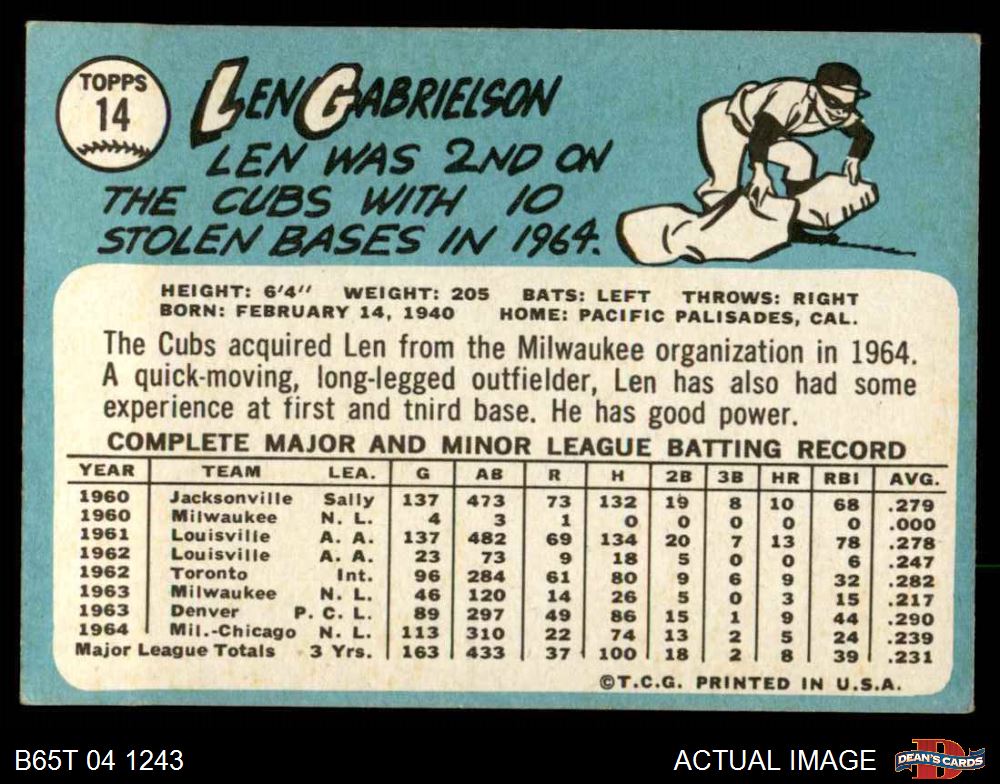 TOPPS
14
LEN GABRIELSON
LEN WAS 2ND ON
THE CUBS WITH 10
STOLEN BASES IN 1964.
HEIGHT: 6'4" WEIGHT: 205 BATS: LEFT THROWS: RIGHT
BORN: FEBRUARY 14, 1940 HOME: PACIFIC PALISADES, CAL.
The Cubs acquired Len from the Milwaukee organization in 1964.
A quick-moving, long-legged outfielder, Len has also had some
experience at first and tnird base. He has good power.
COMPLETE MAJOR AND MINOR LEAGUE BATTING RECORD
YEAR TEAM LEA. G AB R H 2B 3B HR RBI AVG.
1960 Jacksonville Sally 137 473 73 132 19 8 10 68 .279
1960 Milwaukee N. L. 4 3 1 0 0 0 0 0 .000
1961 Louisville A. A. 137 482 69 134 20 7 13 78 .278
1962 Louisville A. A. 23 73 9 18 5 0 0 6 .247
1962 Toronto Int. 96 284 61 80 9 6 9 32 .282
1963 Milwaukee N. L. 46 120 14 26 5 0 3 15 .217
1963 Denver P. C. L. 89 297 49 86 15 1 9 44 .290
1964 Mil.-Chicago N. L. 113 310 22 74 13 2 5 24 .239
Major League Totals 3 Yrs. 163 433 37 100 18 2 8 39 .231
©T.C.G. PRINTED IN U.S.A.
B65T 04 1243
ACTUAL IMAGE
DEAN'S CARDS